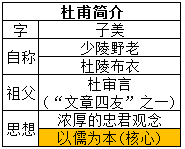 杜甫简介
字 子美
自称 少陵野老
杜陵布衣
祖父 杜审言
(“文章四友”之一)
思想 浓厚的忠君观念
以儒为本(核心)